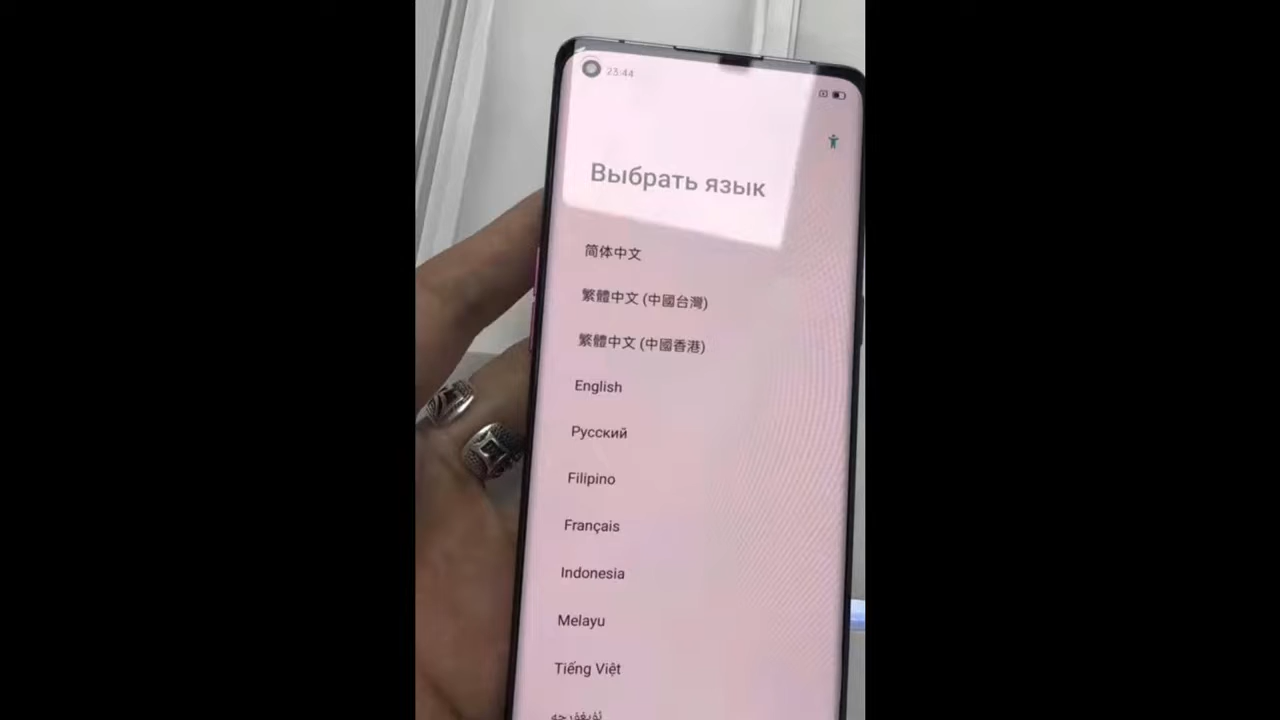 23:44
Выбрать язык
简体中文
繁體中文 (中國台灣)
繁體中文 (中國香港)
English
Русский
Filipino
Français
Indonesia
Melayu
Tiếng Việt